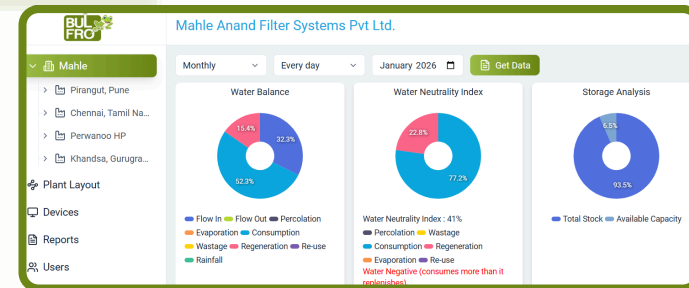 BUL
FRO
Mahle Anand Filter Systems Pvt Ltd.
Mahle
Pirangut, Pune
Chennai, Tamil Na...
Perwanoo HP
Khandsa, Gurugra...
Plant Layout
Devices
Reports
Users
Monthly
Every day
January 2026
Get Data
Water Balance
15.4%
32.3%
52.3%
Flow In Flow Out Percolation
Evaporation Consumption
Wastage Regeneration Re-use
Rainfall
Water Neutrality Index
22.8%
77.2%
Water Neutrality Index : 41%
Percolation Wastage
Consumption Regeneration
Evaporation Re-use
Water Negative (consumes more than it
replenishes)
Storage Analysis
6.5%
93.5%
Total Stock Available Capacity